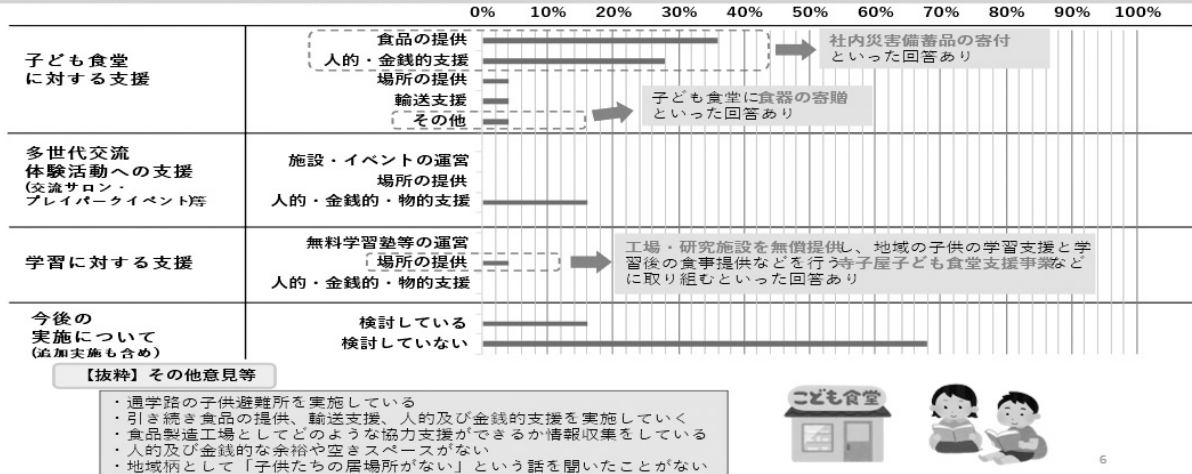 0% 10% 20% 30% 40% 50% 60% 70% 80% 90% 100%
子ども食堂
に対する支援
食品の提供
人的・金銭的支援
場所の提供
輸送支援
その他
社内災害備蓄品の寄付
といった回答あり
子ども食堂に食器の寄贈
といった回答あり
多世代交流
体験活動への支援
(交流サロン・
プレイパークイベント)等
施設・イベントの運営
場所の提供
人的・金銭的・物的支援
学習に対する支援
無料学習塾等の運営
場所の提供
人的・金銭的・物的支援
工場・研究施設を無償提供し、地域の子供の学習支援と学
習後の食事提供などを行う寺子屋子ども食堂支援事業など
に取り組むといった回答あり
今後の
実施について
(追加実施も含め)
検討している
検討していない
【抜粋】その他意見等
・通学路の子供避難所を実施している
・引き続き食品の提供、輸送支援、人的及び金銭的支援を実施していく
・食品製造工場としてどのような協力支援ができるか情報収集をしている
・人的及び金銭的な余裕や空きスペースがない
・地域柄として「子供たちの居場所がない」という話を聞いたことがない
こども食堂
6